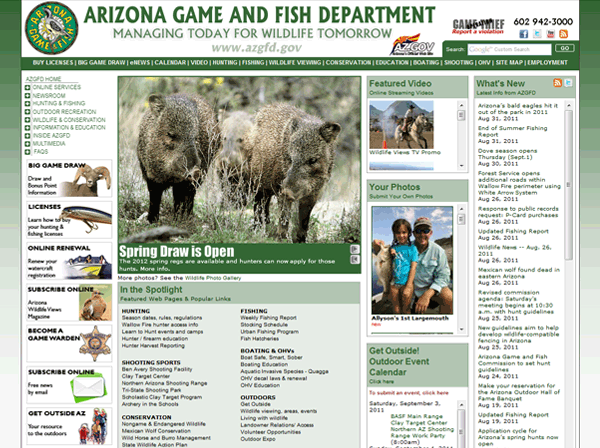 ARIZONA GAME AND FISH DEPARTMENT
MANAGING TODAY FOR WILDLIFE TOMORROW
www.azgfd.gov
ARIZONA
GAME & FISH
GAME THIEF
Report a violation
602 942-3000
AZ.GOV
Search:
GO
BUY LICENSES | BIG GAME DRAW | eNEWS | CALENDAR | VIDEO | HUNTING | FISHING | WILDLIFE VIEWING | CONSERVATION | EDUCATION | BOATING | SHOOTING | OHV | SITE MAP | EMPLOYMENT
AZGFD HOME
ONLINE SERVICES
NEWSROOM
HUNTING & FISHING
OUTDOOR RECREATION
WILDLIFE & CONSERVATION
INFORMATION & EDUCATION
INSIDE AZGFD
MULTIMEDIA
FAQS
BIG GAME DRAW
Draw and
Bonus Point
Information
LICENSES
Learn how to buy
your hunting &
fishing licenses
ONLINE RENEWAL
Renew your
watercraft
registration
SUBSCRIBE ONLINE
Arizona
Wildlife Views
Magazine
BECOME A
GAME WARDEN
SUBSCRIBE ONLINE
Free news
by email
GET OUTSIDE AZ
Your resource
to the outdoors
Spring Draw is Open
The 2012 spring regs are available and hunters can now apply for those
hunts. More info.
More photos? See the Wildlife Photo Gallery
In the Spotlight
Featured Web Pages & Popular Links
HUNTING
Season dates, rules, regulations
Wallow Fire hunter access info
Learn to Hunt events and camps
Hunter / firearm education
Hunter Harvest Reporting
SHOOTING SPORTS
Ben Avery Shooting Facility
Clay Target Center
Northern Arizona Shooting Range
Tri-State Shooting Park
Scholastic Clay Target Program
Archery in the Schools
CONSERVATION
Nongame & Endangered Wildlife
Mexican Wolf Conservation
Wild Horse and Burro Management
State Wildlife Action Plan
FISHING
Weekly Fishing Report
Stocking Schedule
Urban Fishing Program
Fish Hatcheries
BOATING & OHVs
Boat Safe, Smart, Sober
Boating Education
Aquatic Invasive Species - Quagga
OHV decal laws & renewal
OHV Education
OUTDOORS
Get Outside
Wildlife viewing, areas, events
Living with wildlife
Landowner Relations/ Access
Volunteer Opportunities
Outdoor Expo
Featured Video
Online Streaming Videos
Wildlife Views TV Promo
Your Photos
Submit Your Own Photos
Allyson's 1st Largemouth
Get Outside!
Outdoor Event
Calendar
Click here
To submit an event, click here
Saturday, September 3,
2011
BASF Main Range
Clay Target Center
Northern AZ Shooting
Range Work Party
(8:00am)
What's New
Latest Info from AZGFD
Arizona's bald eagles hit it
out of the park in 2011
Aug 31, 2011
End of Summer Fishing
Report
Aug 31, 2011
Dove season opens
Thursday (Sept.1)
Aug 30, 2011
Forest Service opens
additional roads within
Wallow Fire perimeter using
White Arrow System
Aug 26, 2011
Response to public records
request: P-Card purchases
Aug 26, 2011
Updated Fishing Report
Aug 26, 2011
Wildlife News -- Aug. 26,
2011
Aug 26, 2011
Mexican wolf found dead in
eastern Arizona
Aug 26, 2011
Revised commission
agenda: Saturday's
meeting begins at 10:30
a.m. with hunt guidelines
Aug 25, 2011
New guidelines aim to help
develop wildlife-compatible
fencing in Arizona
Aug 25, 2011
Arizona Game and Fish
Commission to set hunt
guidelines
Aug 24, 2011
Make your reservation for
the Arizona Outdoor Hall of
Fame Banquet
Aug 19, 2011
Updated Fishing Report
Aug 19, 2011
Application cycle for
Arizona's spring hunts now